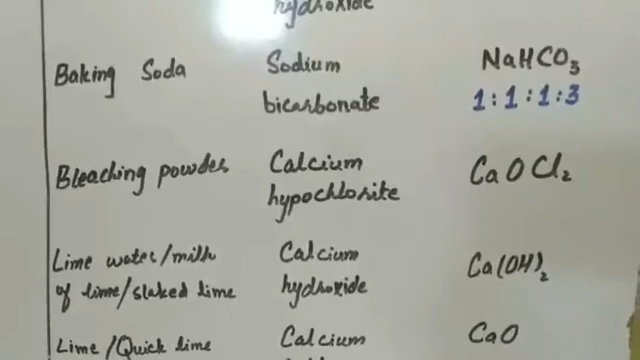 hydroxide
Baking Soda Sodium NaHCO₃
bicarbonate 1:1:1:3
Bleaching powder Calcium CaOCl₂
hypochlorite
Lime water/milk Calcium Ca(OH)₂
of lime/slaked lime hydroxide
Lime/Quick lime Calcium CaO